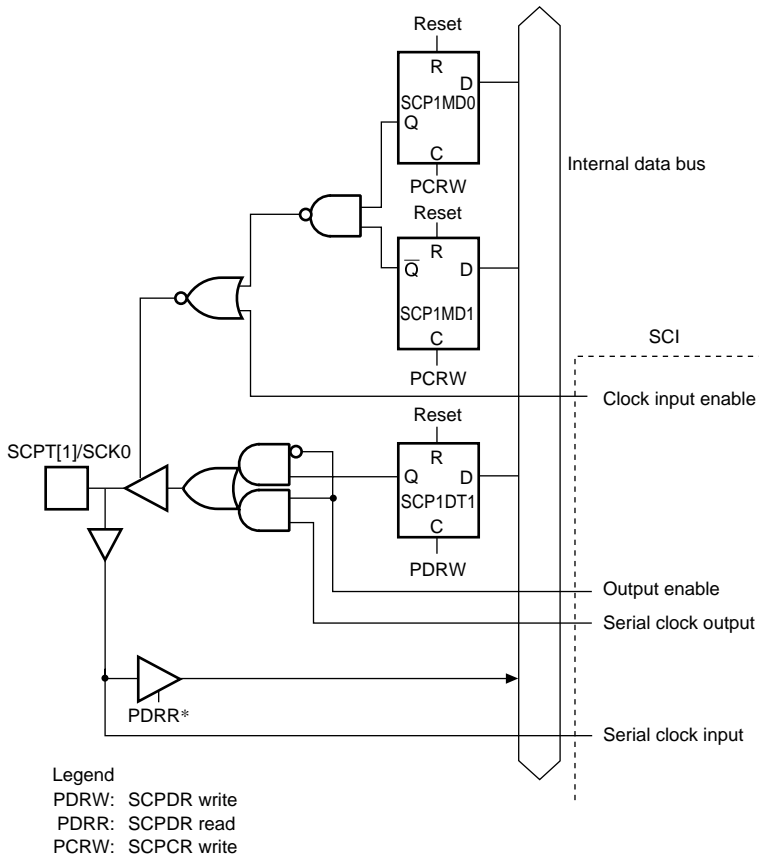 Reset
R
D
SCP1MD0
Q
C
PCRW
Internal data bus
Reset
R
Q̅
D
SCP1MD1
C
PCRW
SCI
Clock input enable
Reset
SCPT[1]/SCK0
R
Q
D
SCP1DT1
C
PDRW
Output enable
Serial clock output
PDRR*
Serial clock input
Legend
PDRW: SCPDR write
PDRR: SCPDR read
PCRW: SCPCR write